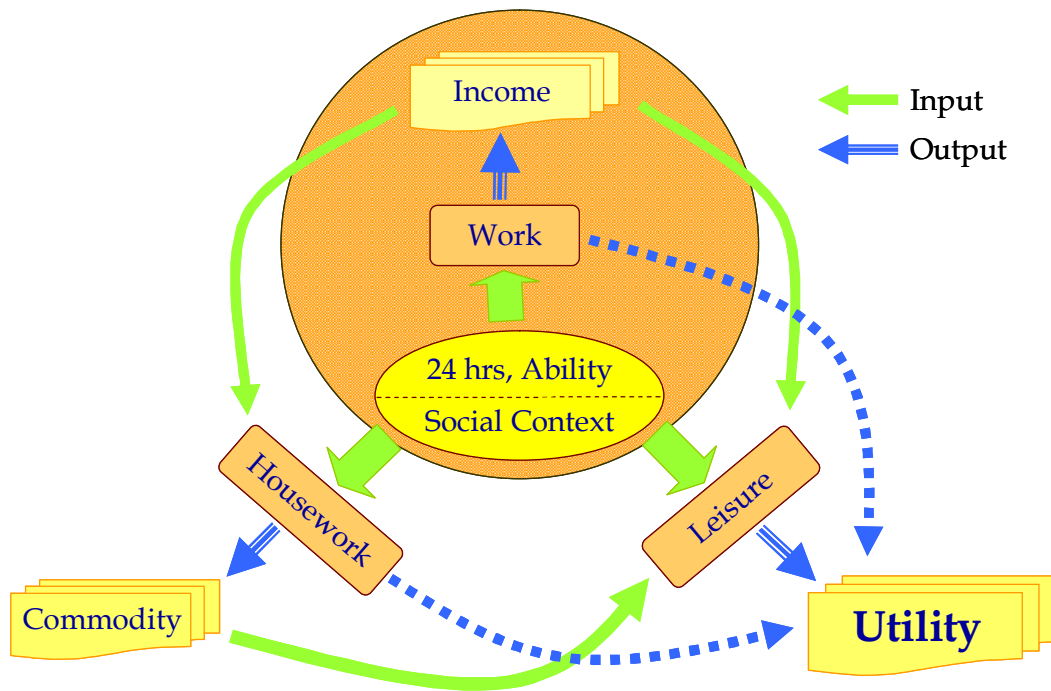 Income
Input
Output
Work
24 hrs, Ability
Social Context
Housework
Leisure
Commodity
Utility